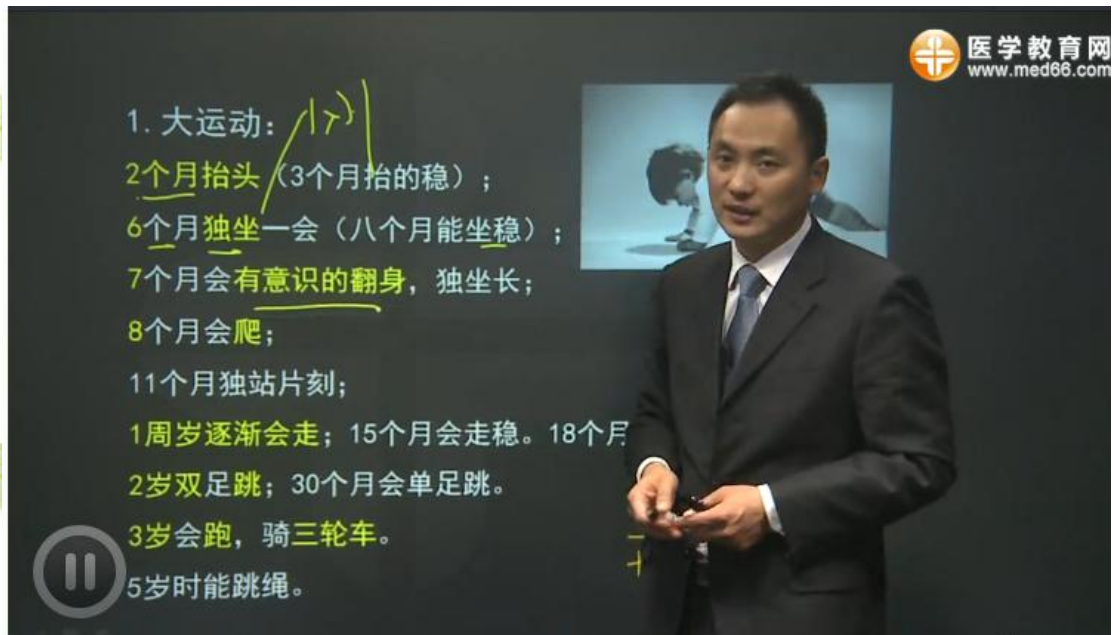 医学教育网
www.med66.com
1.大运动：
2个月抬头（3个月抬的稳）；
6个月独坐一会（八个月能坐稳）；
7个月会有意识的翻身，独坐长；
8个月会爬；
11个月独站片刻；
1周岁逐渐会走；15个月会走稳。18个月
2岁双足跳；30个月会单足跳。
3岁会跑，骑三轮车。
5岁时能跳绳。